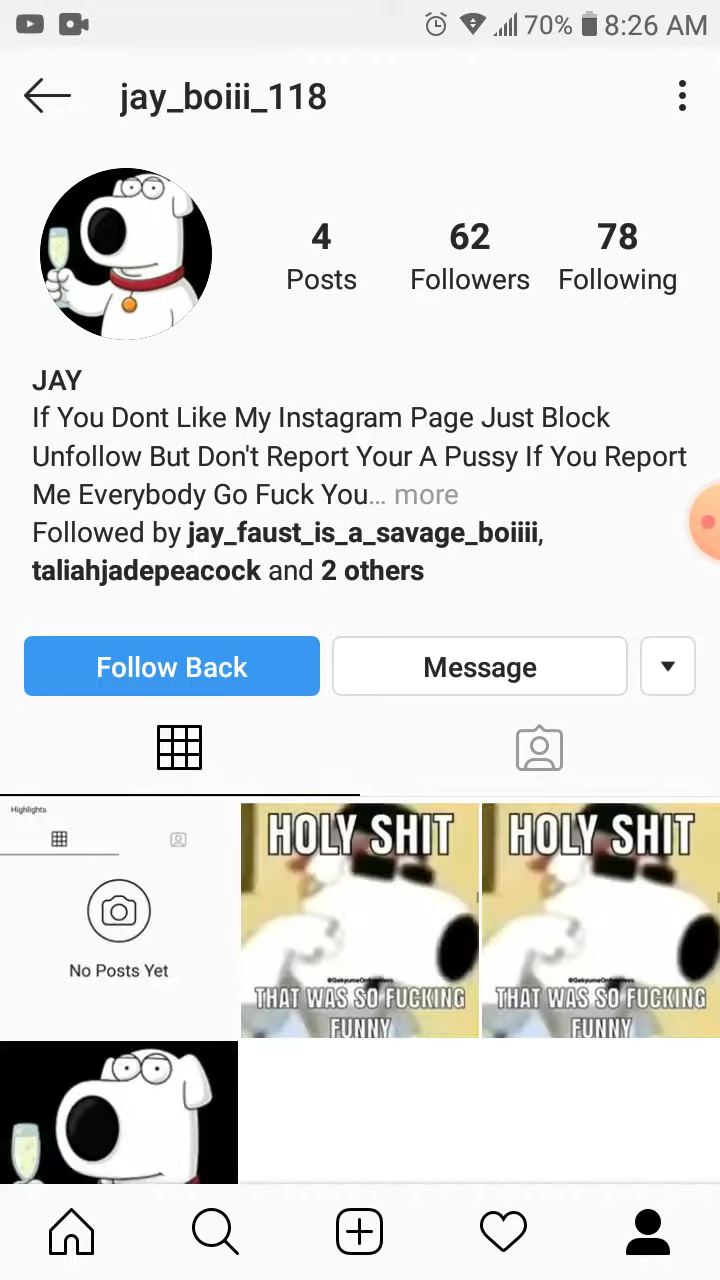 70% 8:26 AM
jay_boiii_118
4 62 78
Posts Followers Following
JAY
If You Dont Like My Instagram Page Just Block
Unfollow But Don't Report Your A Pussy If You Report
Me Everybody Go Fuck You... more
Followed by jay_faust_is_a_savage_boiiii,
taliahjadepeacock and 2 others
Follow Back Message
Highlights
No Posts Yet
HOLY SHIT
THAT WAS SO FUCKING
FUNNY
HOLY SHIT
THAT WAS SO FUCKING
FUNNY